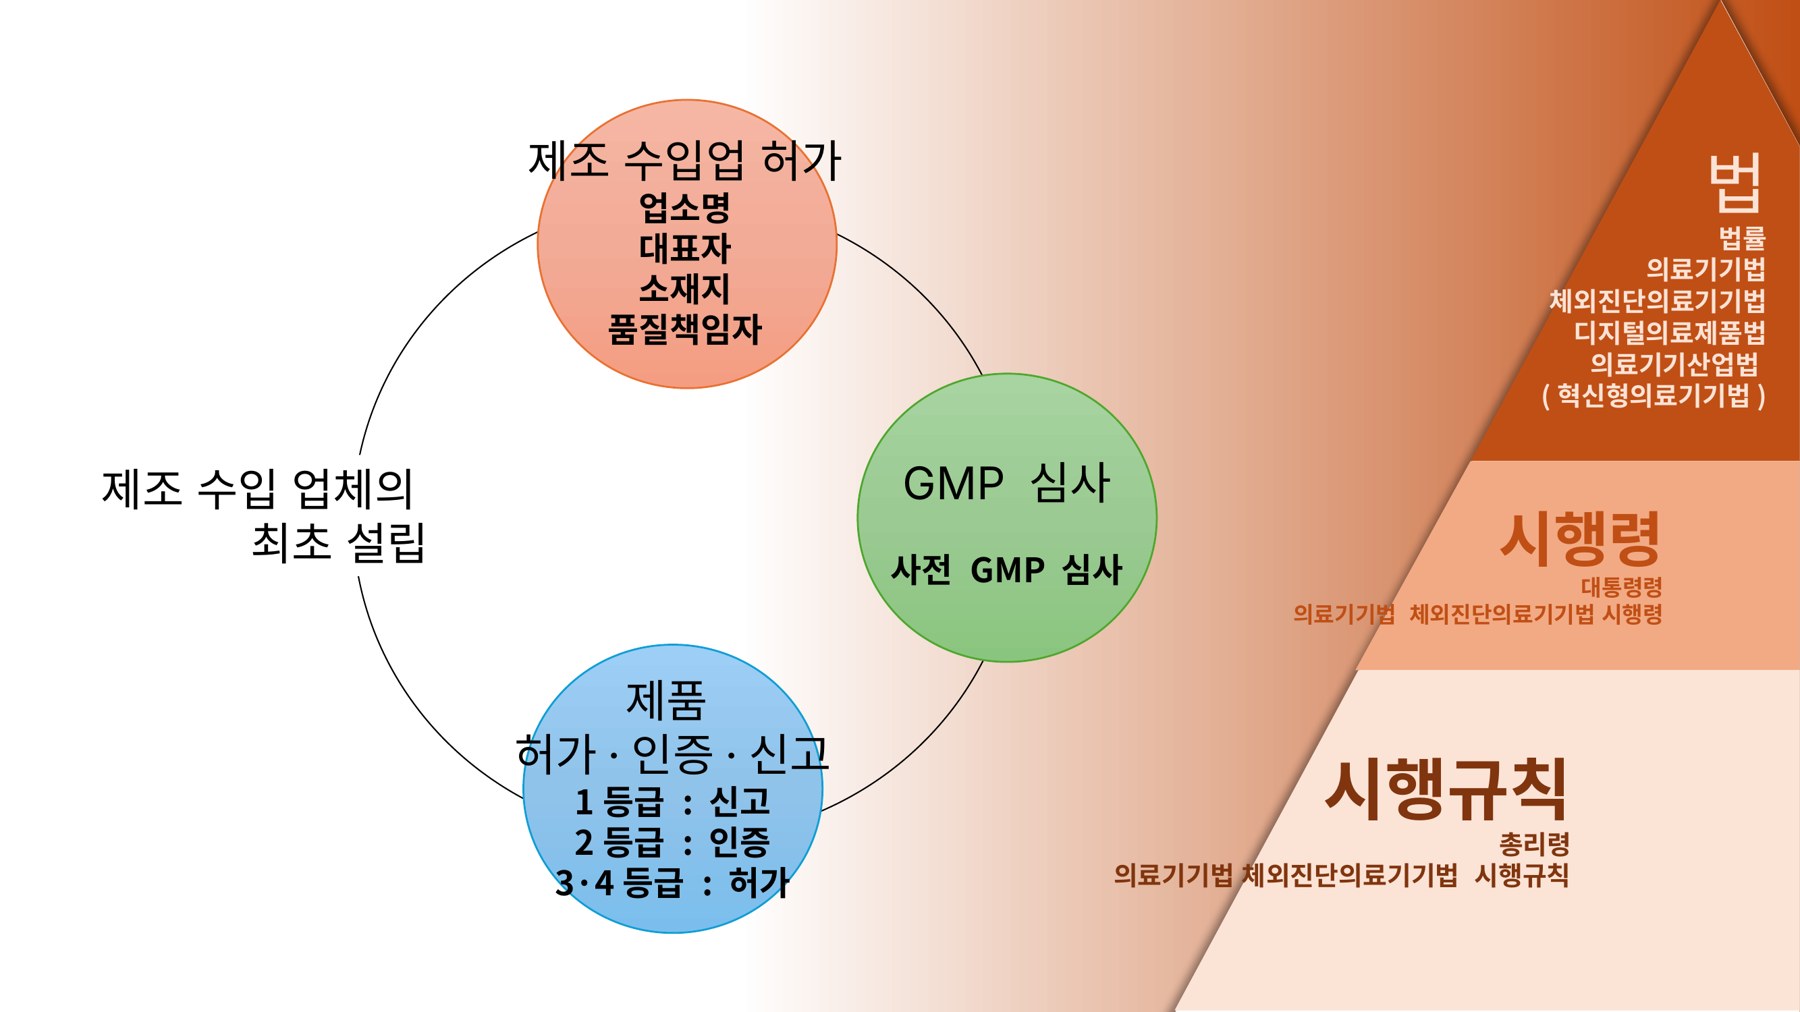 제조 수입업 허가
업소명
대표자
소재지
품질책임자
제조 수입 업체의
최초 설립
GMP 심사
사전 GMP 심사
제품
허가 · 인증 · 신고
1 등급 : 신고
2 등급 : 인증
3·4 등급 : 허가
법
법률
의료기기법
체외진단의료기기법
디지털의료제품법
의료기기산업법
( 혁신형의료기기법 )
시행령
대통령령
의료기기법 체외진단의료기기법 시행령
시행규칙
총리령
의료기기법 체외진단의료기기법 시행규칙